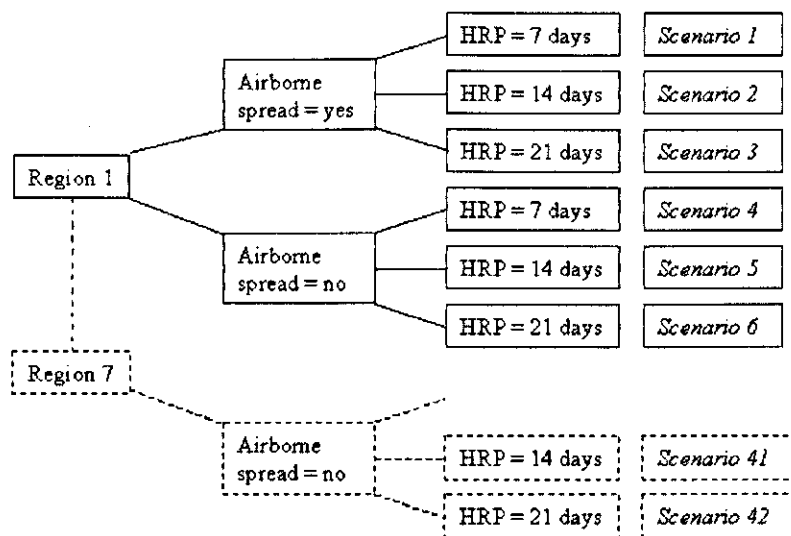 HRP = 7 days
Scenario 1
Airborne
spread = yes
HRP = 14 days
Scenario 2
HRP = 21 days
Scenario 3
Region 1
HRP = 7 days
Scenario 4
Airborne
spread = no
HRP = 14 days
Scenario 5
HRP = 21 days
Scenario 6
Region 7
Airborne
spread = no
HRP = 14 days
Scenario 41
HRP = 21 days
Scenario 42